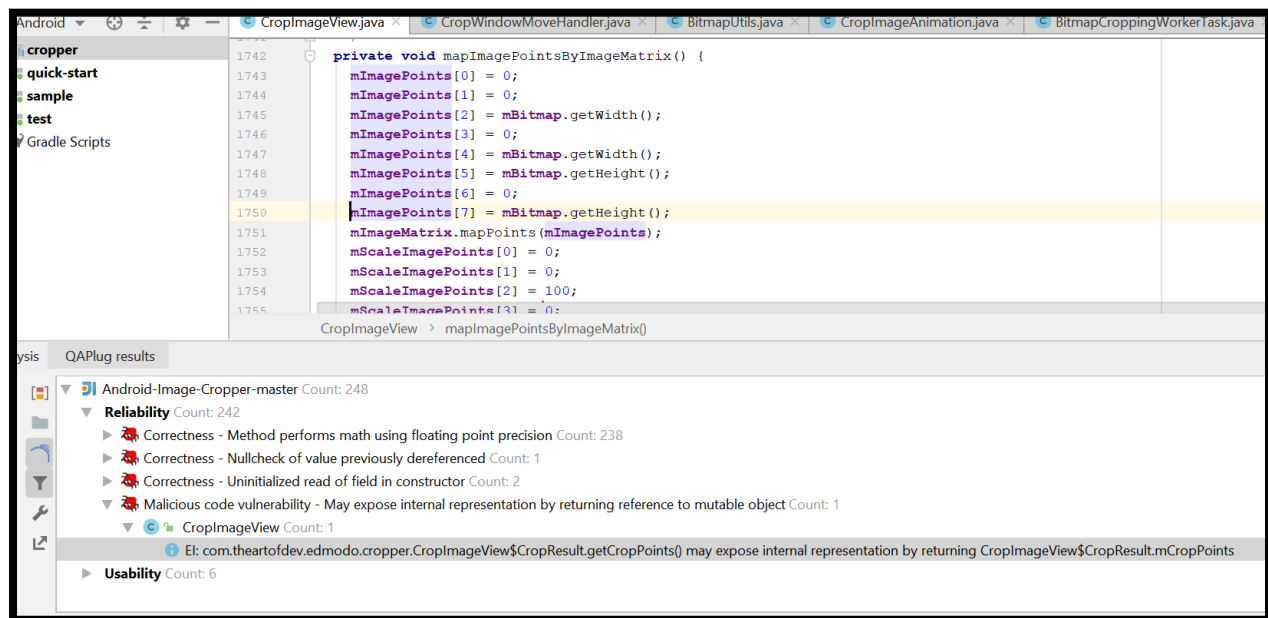 Android
CropImageView.java × CropWindowMoveHandler.java × BitmapUtils.java × CropImageAnimation.java × BitmapCroppingWorkerTask.java
cropper
quick-start
sample
test
Gradle Scripts
1742 private void mapImagePointsByImageMatrix() {
1743 mImagePoints[0] = 0;
1744 mImagePoints[1] = 0;
1745 mImagePoints[2] = mBitmap.getWidth();
1746 mImagePoints[3] = 0;
1747 mImagePoints[4] = mBitmap.getWidth();
1748 mImagePoints[5] = mBitmap.getHeight();
1749 mImagePoints[6] = 0;
1750 mImagePoints[7] = mBitmap.getHeight();
1751 mImageMatrix.mapPoints(mImagePoints);
1752 mScaleImagePoints[0] = 0;
1753 mScaleImagePoints[1] = 0;
1754 mScaleImagePoints[2] = 100;
1755 mScaleImagePoints[3] = 0;
CropImageView › mapImagePointsByImageMatrix()
ysis QAPlug results
Android-Image-Cropper-master Count: 248
Reliability Count: 242
Correctness - Method performs math using floating point precision Count: 238
Correctness - Nullcheck of value previously dereferenced Count: 1
Correctness - Uninitialized read of field in constructor Count: 2
Malicious code vulnerability - May expose internal representation by returning reference to mutable object Count: 1
CropImageView Count: 1
EI: com.theartofdev.edmodo.cropper.CropImageView$CropResult.getCropPoints() may expose internal representation by returning CropImageView$CropResult.mCropPoints
Usability Count: 6